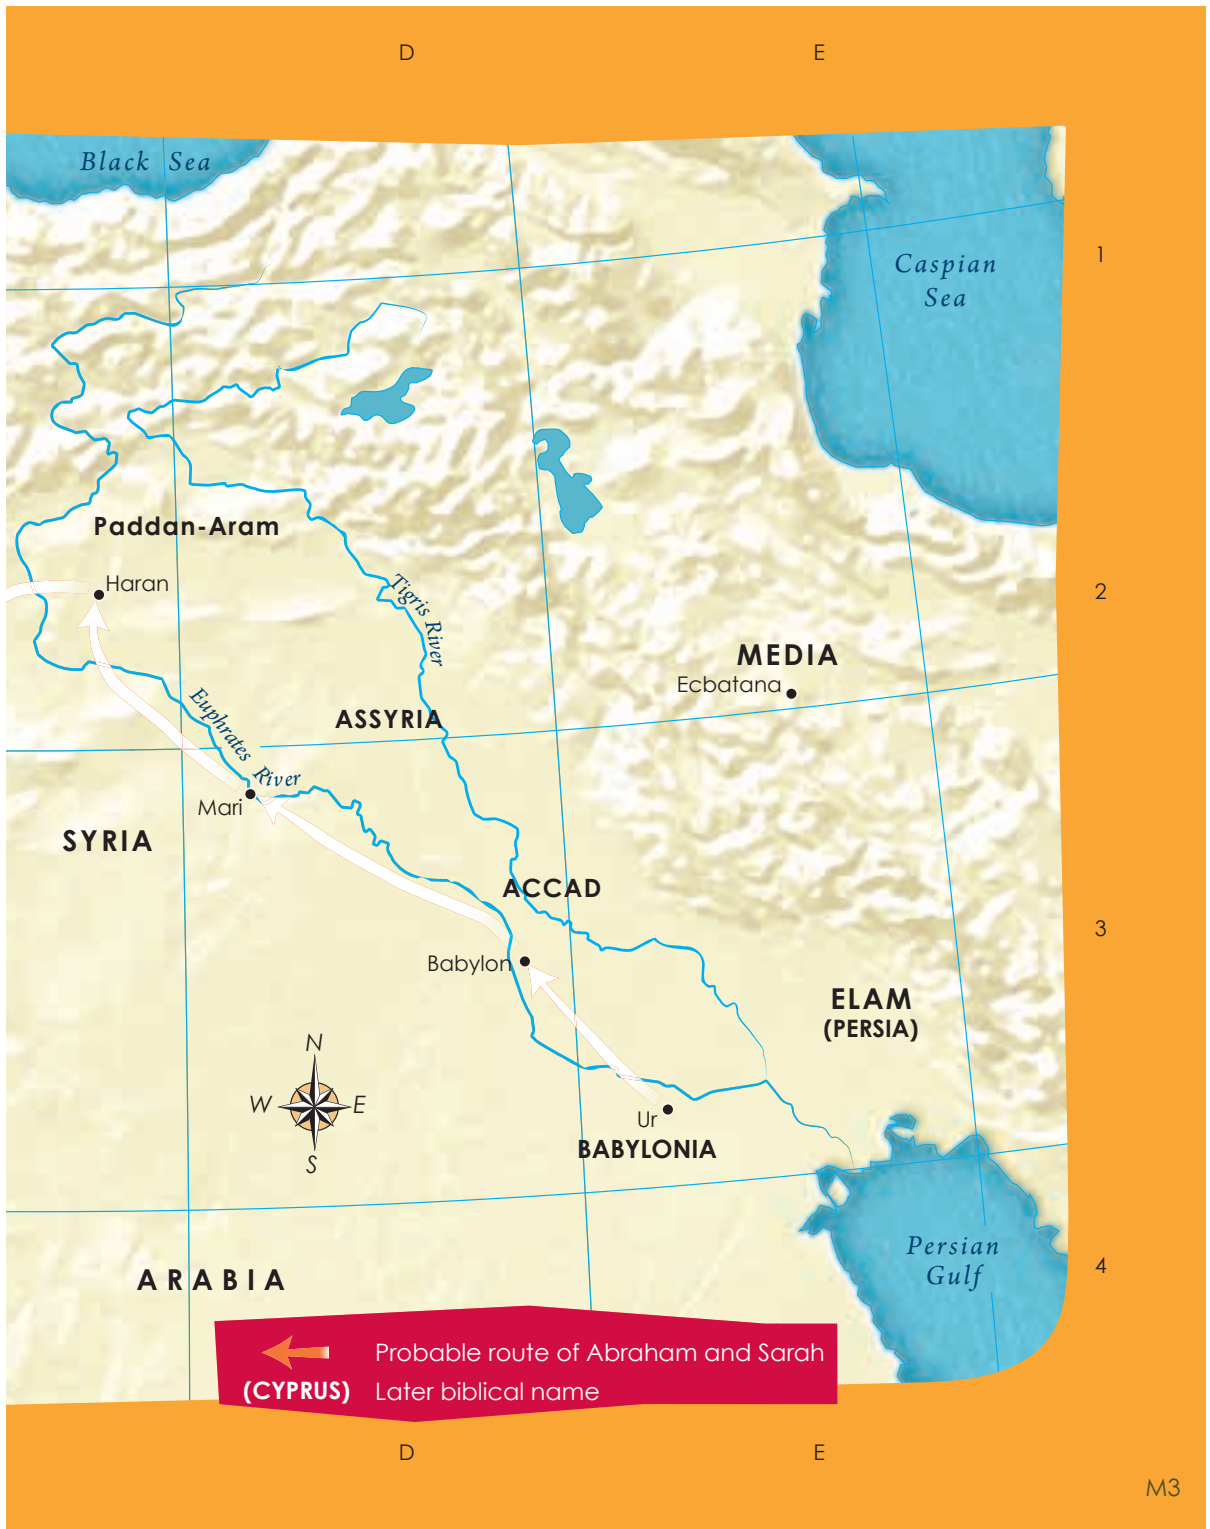 D
E
Black Sea
Caspian
Sea
1
Paddan-Aram
Haran
Tigris River
2
MEDIA
Ecbatana
Euphrates
River
ASSYRIA
Mari
SYRIA
ACCAD
3
Babylon
ELAM
(PERSIA)
N
W
E
S
Ur
BABYLONIA
Persian
Gulf
4
ARABIA
Probable route of Abraham and Sarah
(CYPRUS) Later biblical name
D
E
M3